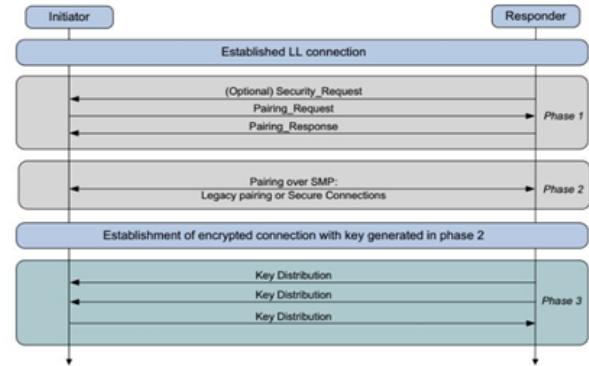 Initiator
Responder
Established LL connection
(Optional) Security_Request
Pairing_Request
Phase 1
Pairing_Response
Pairing over SMP:
Phase 2
Legacy pairing or Secure Connections
Establishment of encrypted connection with key generated in phase 2
Key Distribution
Key Distribution
Phase 3
Key Distribution